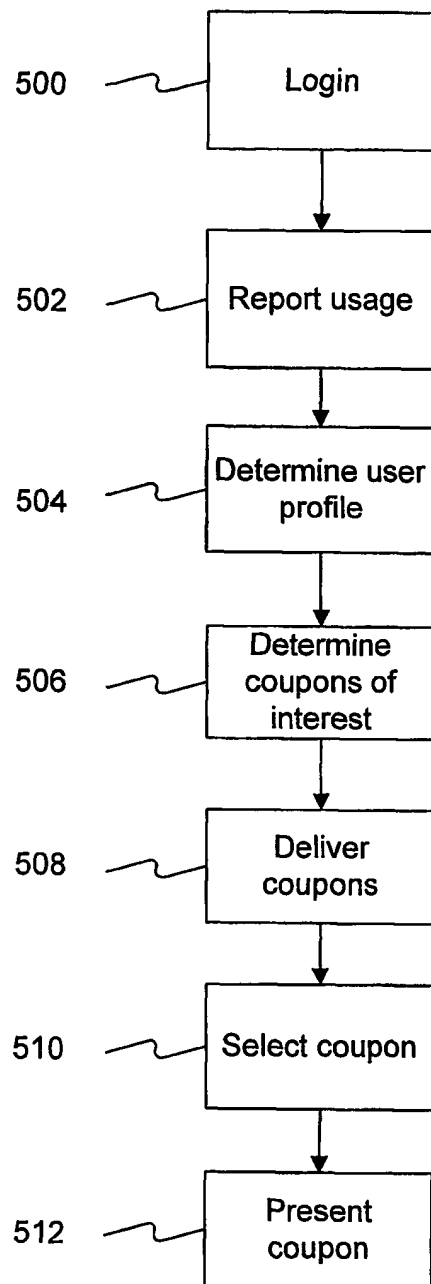 500
Login
502
Report usage
504
Determine user
profile
506
Determine
coupons of
interest
508
Deliver
coupons
510
Select coupon
512
Present
coupon